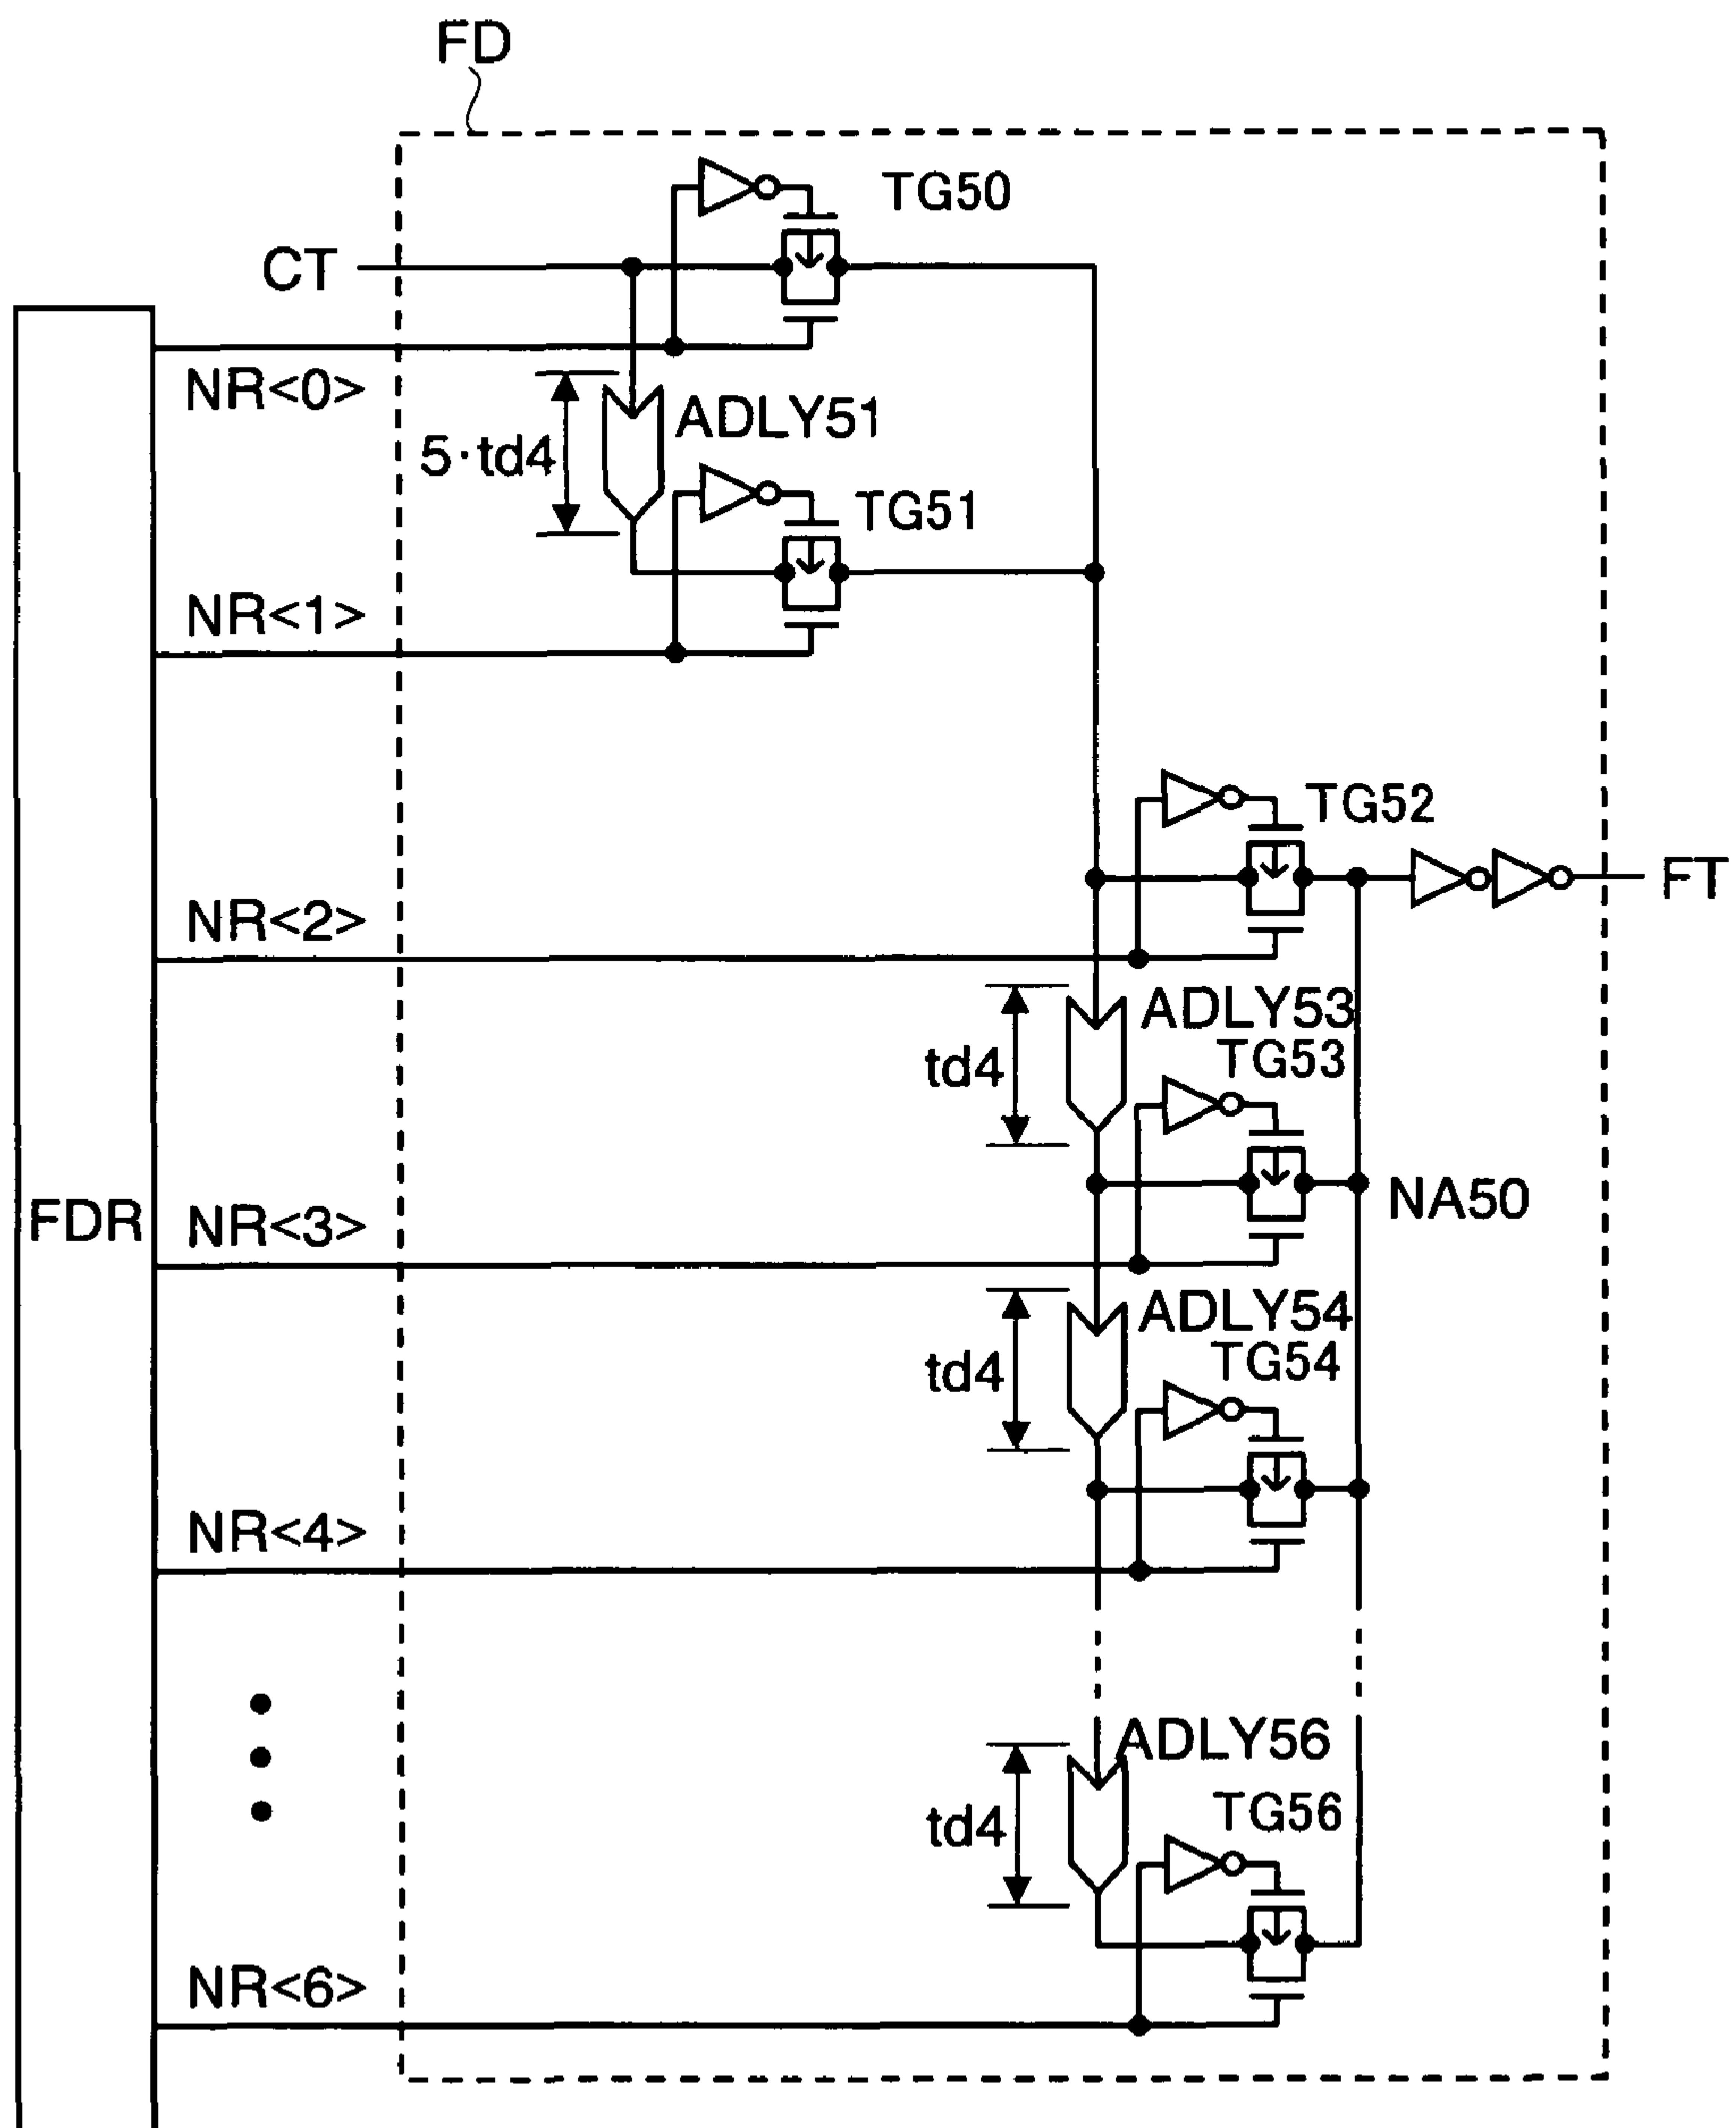 FD
TG50
CT
NR<0>
ADLY51
5·td4
TG51
NR<1>
TG52
FT
NR<2>
ADLY53
TG53
td4
NA50
FDR
NR<3>
ADLY54
TG54
td4
NR<4>
ADLY56
TG56
td4
NR<6>